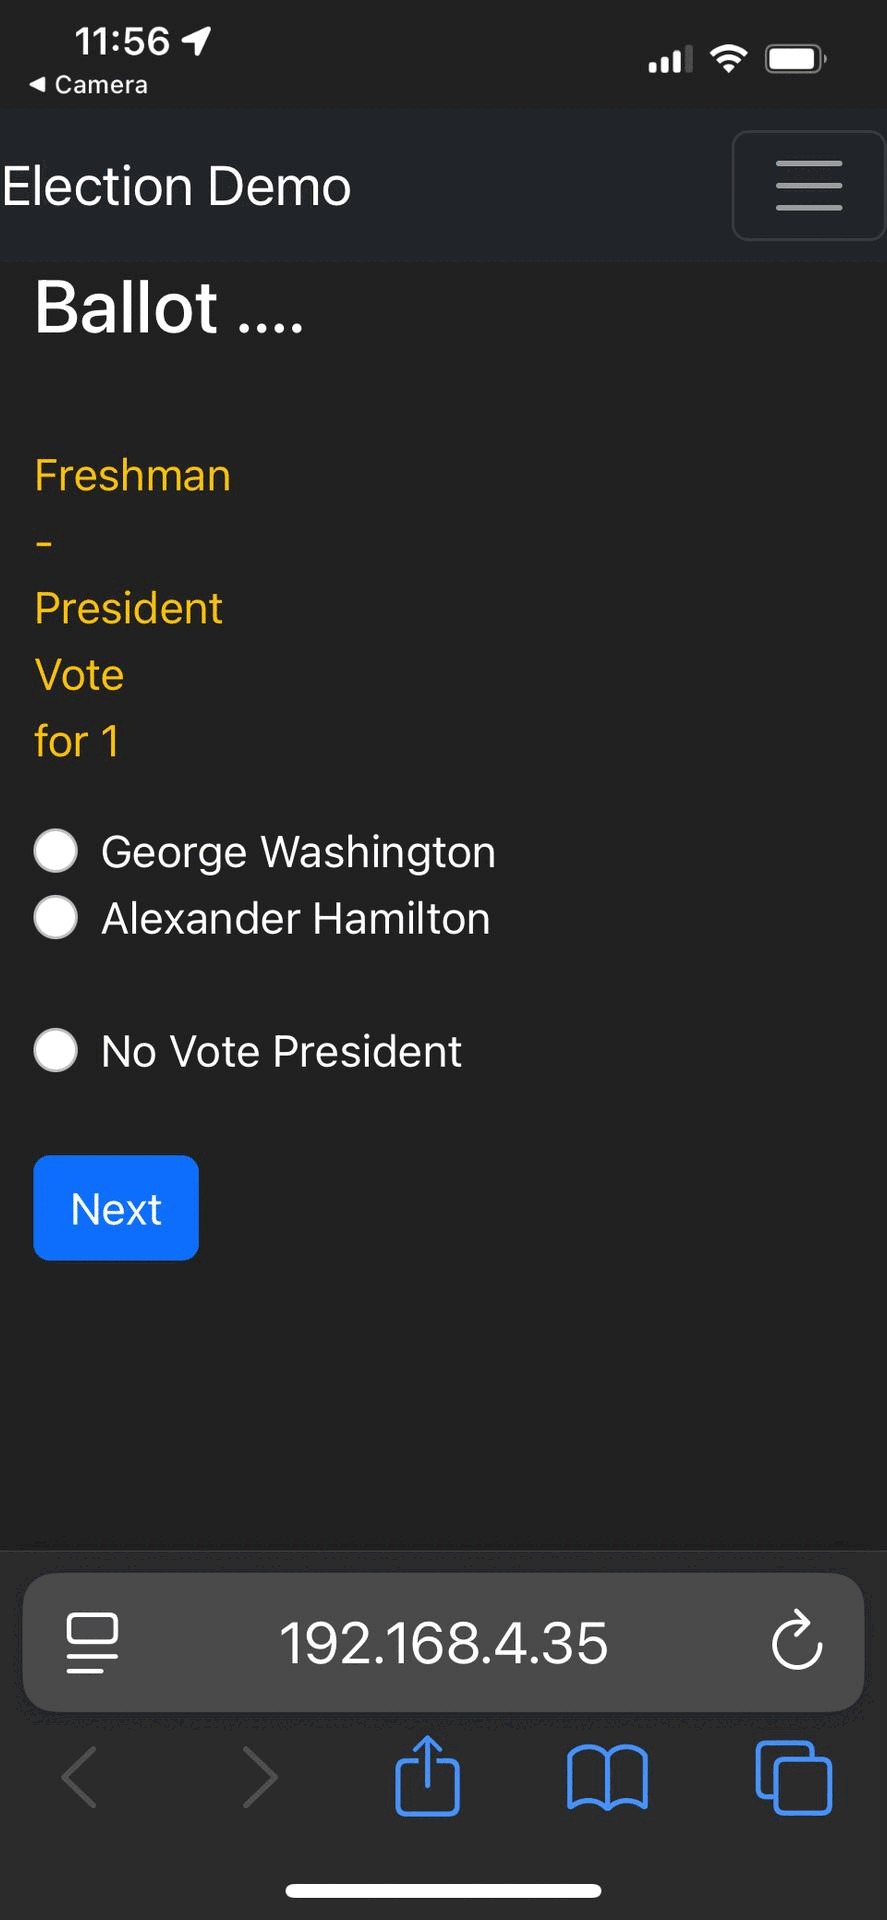 11:56
◀ Camera
Election Demo
Ballot ....
Freshman
-
President
Vote
for 1
George Washington
Alexander Hamilton
No Vote President
Next
192.168.4.35